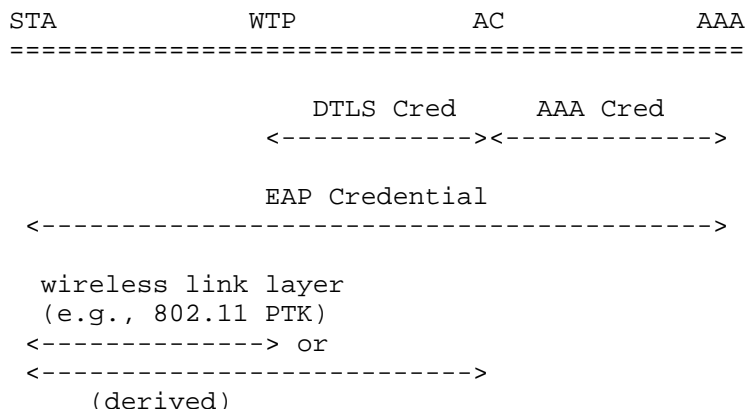 STA WTP AC AAA
==============================================
DTLS Cred AAA Cred
<------------><------------->
EAP Credential
<------------------------------------------>
wireless link layer
(e.g., 802.11 PTK)
<--------------> or
<--------------------------->
(derived)